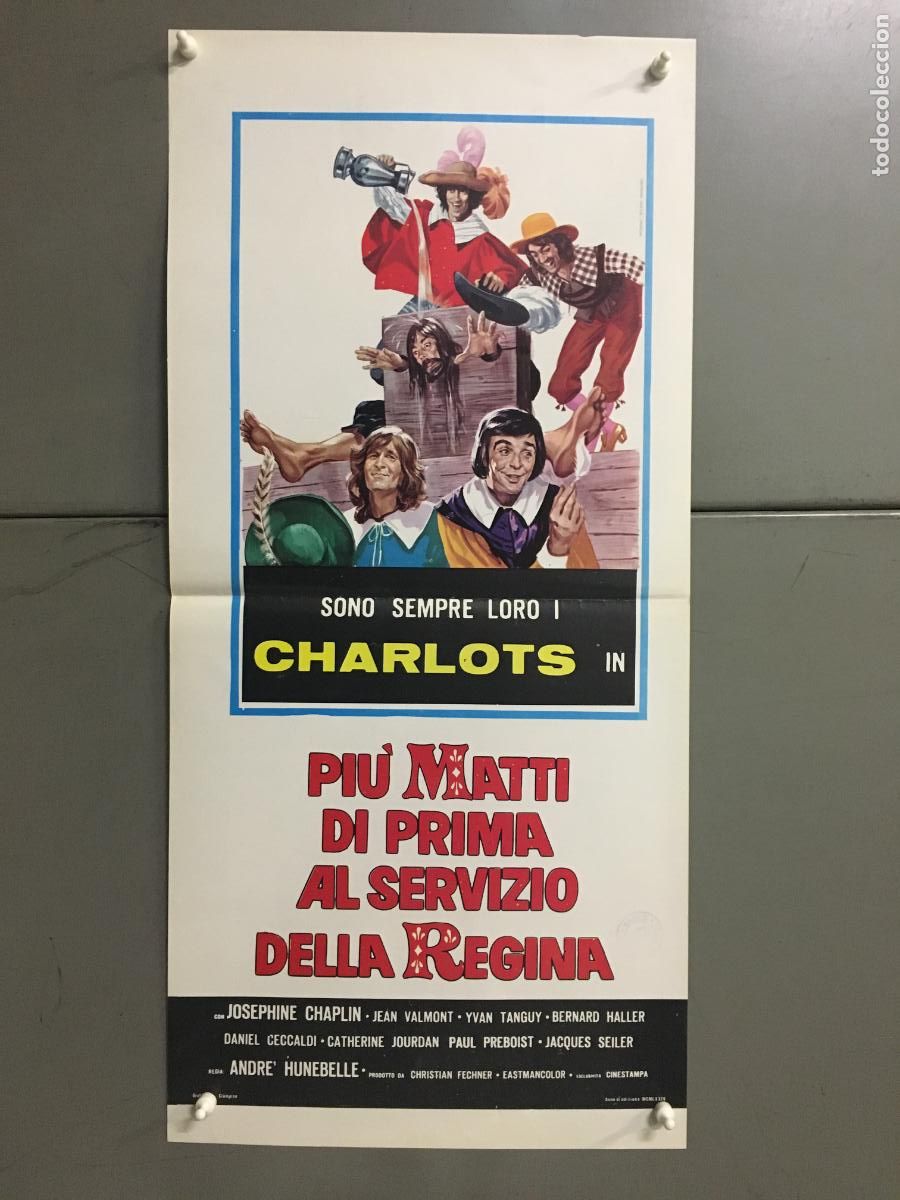 todocoleccion
SONO SEMPRE LORO I
CHARLOTS IN
PIÙ MATTI
DI PRIMA
AL SERVIZIO
DELLA REGINA
CON JOSEPHINE CHAPLIN · JEAN VALMONT · YVAN TANGUY · BERNARD HALLER
DANIEL CECCALDI · CATHERINE JOURDAN · PAUL PREBOIST · JACQUES SEILER
REGIA: ANDRE' HUNEBELLE · PRODOTTO DA CHRISTIAN FECHNER · EASTMANCOLOR · ESCLUSIVITÀ CINESTAMPA